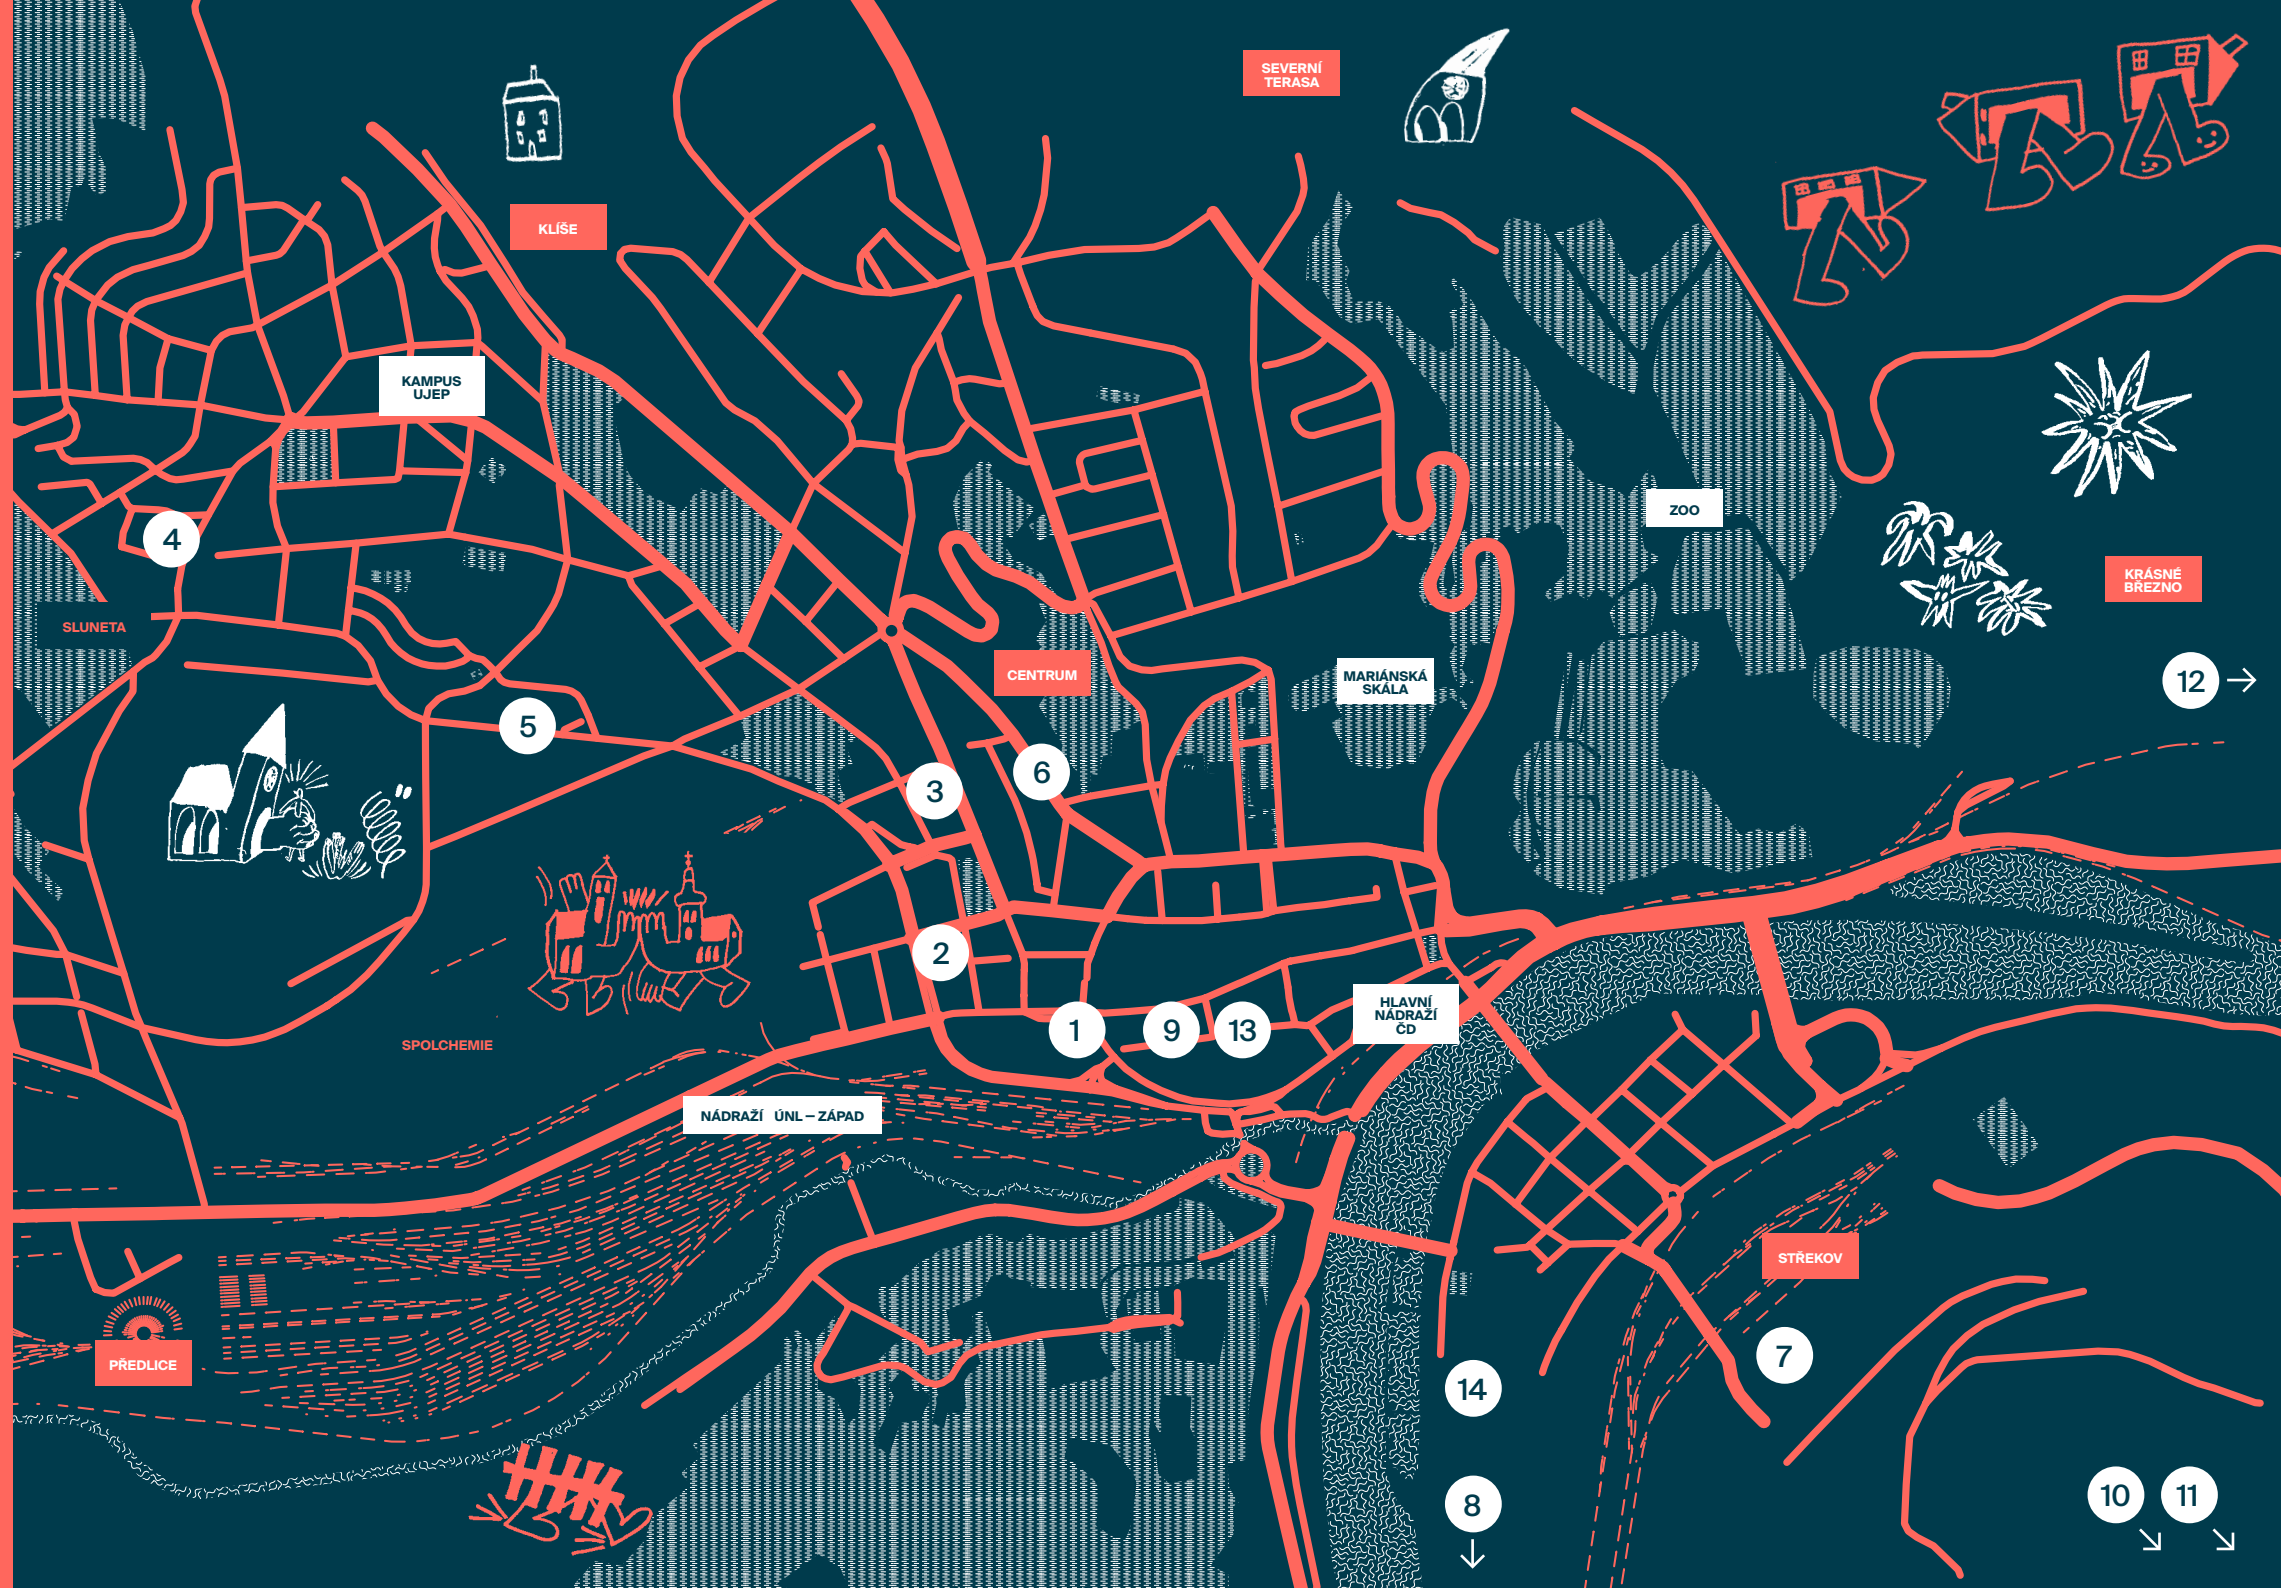 SEVERNÍ
TERASA
KLÍŠE
KAMPUS
UJEP
ZOO
4
KRÁSNÉ
BŘEZNO
SLUNETA
CENTRUM
MARIÁNSKÁ
SKÁLA
12
5
6
3
2
HLAVNÍ
NÁDRAŽÍ
ČD
1
9
13
SPOLCHEMIE
NÁDRAŽÍ ÚNL – ZÁPAD
STŘEKOV
PŘEDLICE
7
14
8
10
11